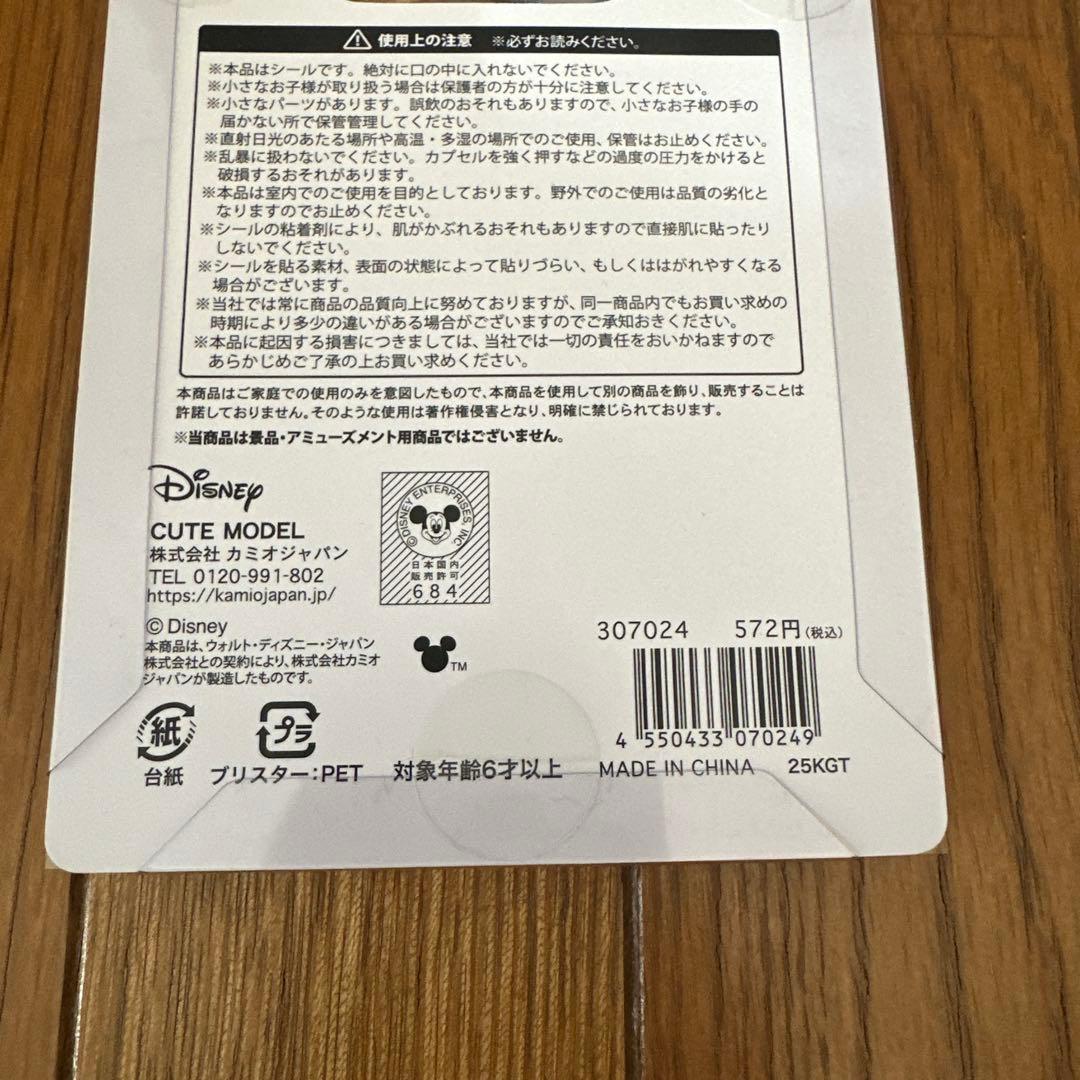 使用上の注意 ※必ずお読みください。
※本品はシールです。絶対に口の中に入れないでください。
※小さなお子様が取り扱う場合は保護者の方が十分に注意してください。
※小さなパーツがあります。誤飲のおそれもありますので、小さなお子様の手の
届かない所で保管管理してください。
※直射日光のあたる場所や高温・多湿の場所でのご使用、保管はお止めください。
※乱暴に扱わないでください。カプセルを強く押すなどの過度の圧力をかけると
破損するおそれがあります。
※本品は室内でのご使用を目的としております。野外でのご使用は品質の劣化と
なりますのでお止めください。
※シールの粘着剤により、肌がかぶれるおそれもありますので直接肌に貼ったり
しないでください。
※シールを貼る素材、表面の状態によって貼りづらい、もしくははがれやすくなる
場合がございます。
※当社では常に商品の品質向上に努めておりますが、同一商品内でもお買い求めの
時期により多少の違いがある場合がございますのでご承知おきください。
※本品に起因する損害につきましては、当社では一切の責任をおいかねますので
あらかじめご了承の上お買い求めください。
本商品はご家庭での使用のみを意図したもので、本商品を使用して別の商品を飾り、販売することは
許諾しておりません。そのような使用は著作権侵害となり、明確に禁じられております。
※当商品は景品・アミューズメント用商品ではございません。
Disney
CUTE MODEL
株式会社 カミオジャパン
TEL 0120-991-802
https://kamiojapan.jp/
©DISNEY ENTERPRISES, INC.
日本国内
販売許可
684
©Disney
本商品は、ウォルト・ディズニー・ジャパン
株式会社との契約により、株式会社カミオ
ジャパンが製造したものです。
TM
307024 572円(税込)
4 550433 070249
紙
台紙
プラ
ブリスター:PET
対象年齢6才以上
MADE IN CHINA
25KGT